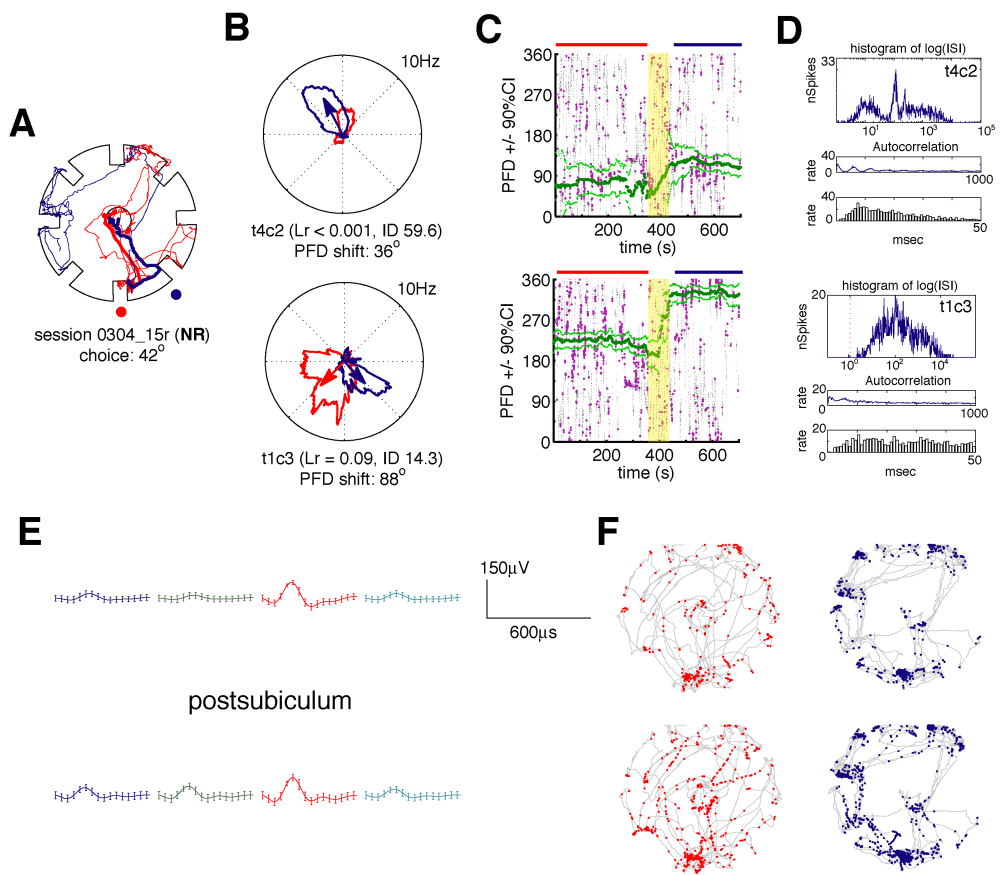 A
session 0304_15r (NR)
choice: 42°
B
10Hz
t4c2 (Lr < 0.001, ID 59.6)
PFD shift: 36°
10Hz
t1c3 (Lr = 0.09, ID 14.3)
PFD shift: 88°
C
PFD +/- 90%CI
360
270
180
90
0
200 400 600
time (s)
PFD +/- 90%CI
360
270
180
90
0
200 400 600
time (s)
D
histogram of log(ISI)
33
nSpikes
t4c2
10¹ 10³ 10⁵
Autocorrelation
40
rate
0
1000
40
rate
0
50
msec
histogram of log(ISI)
20
nSpikes
t1c3
10⁰ 10² 10⁴
Autocorrelation
20
rate
0
1000
20
rate
0
50
msec
E
150μV
600μs
postsubiculum
F